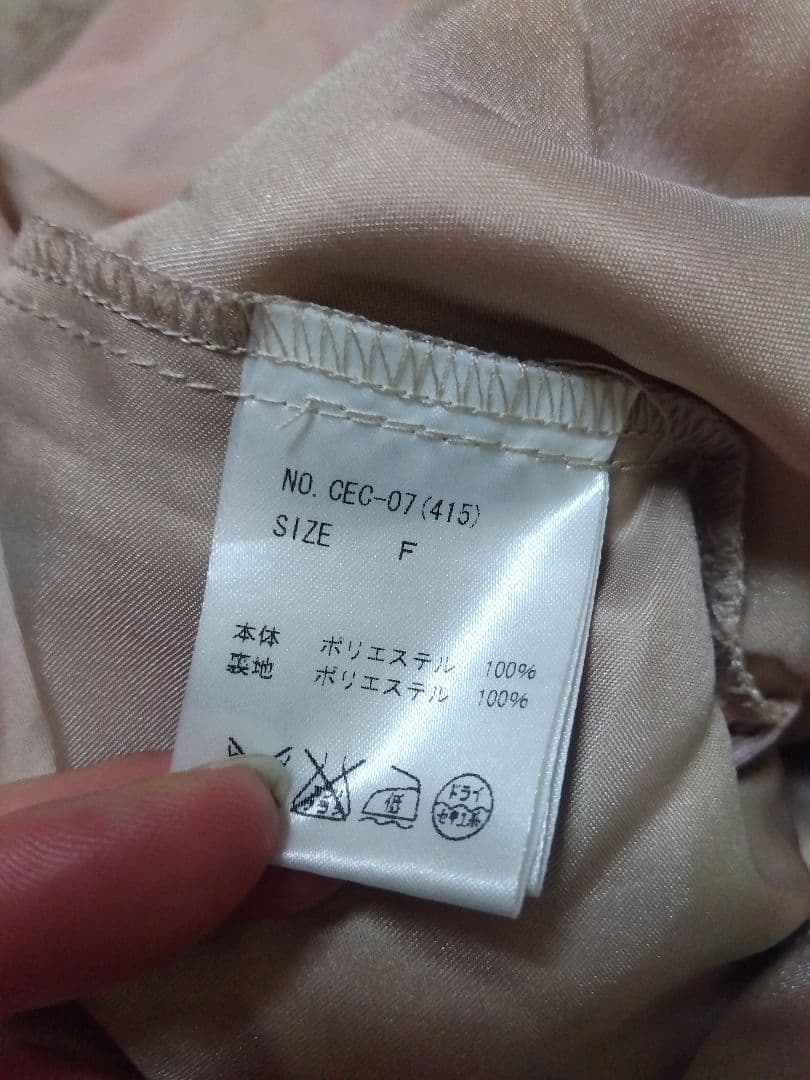 NO. CEC-07(415)
SIZE F
本体 ポリエステル 100%
裏地 ポリエステル 100%
低
ドライ
セキユ系